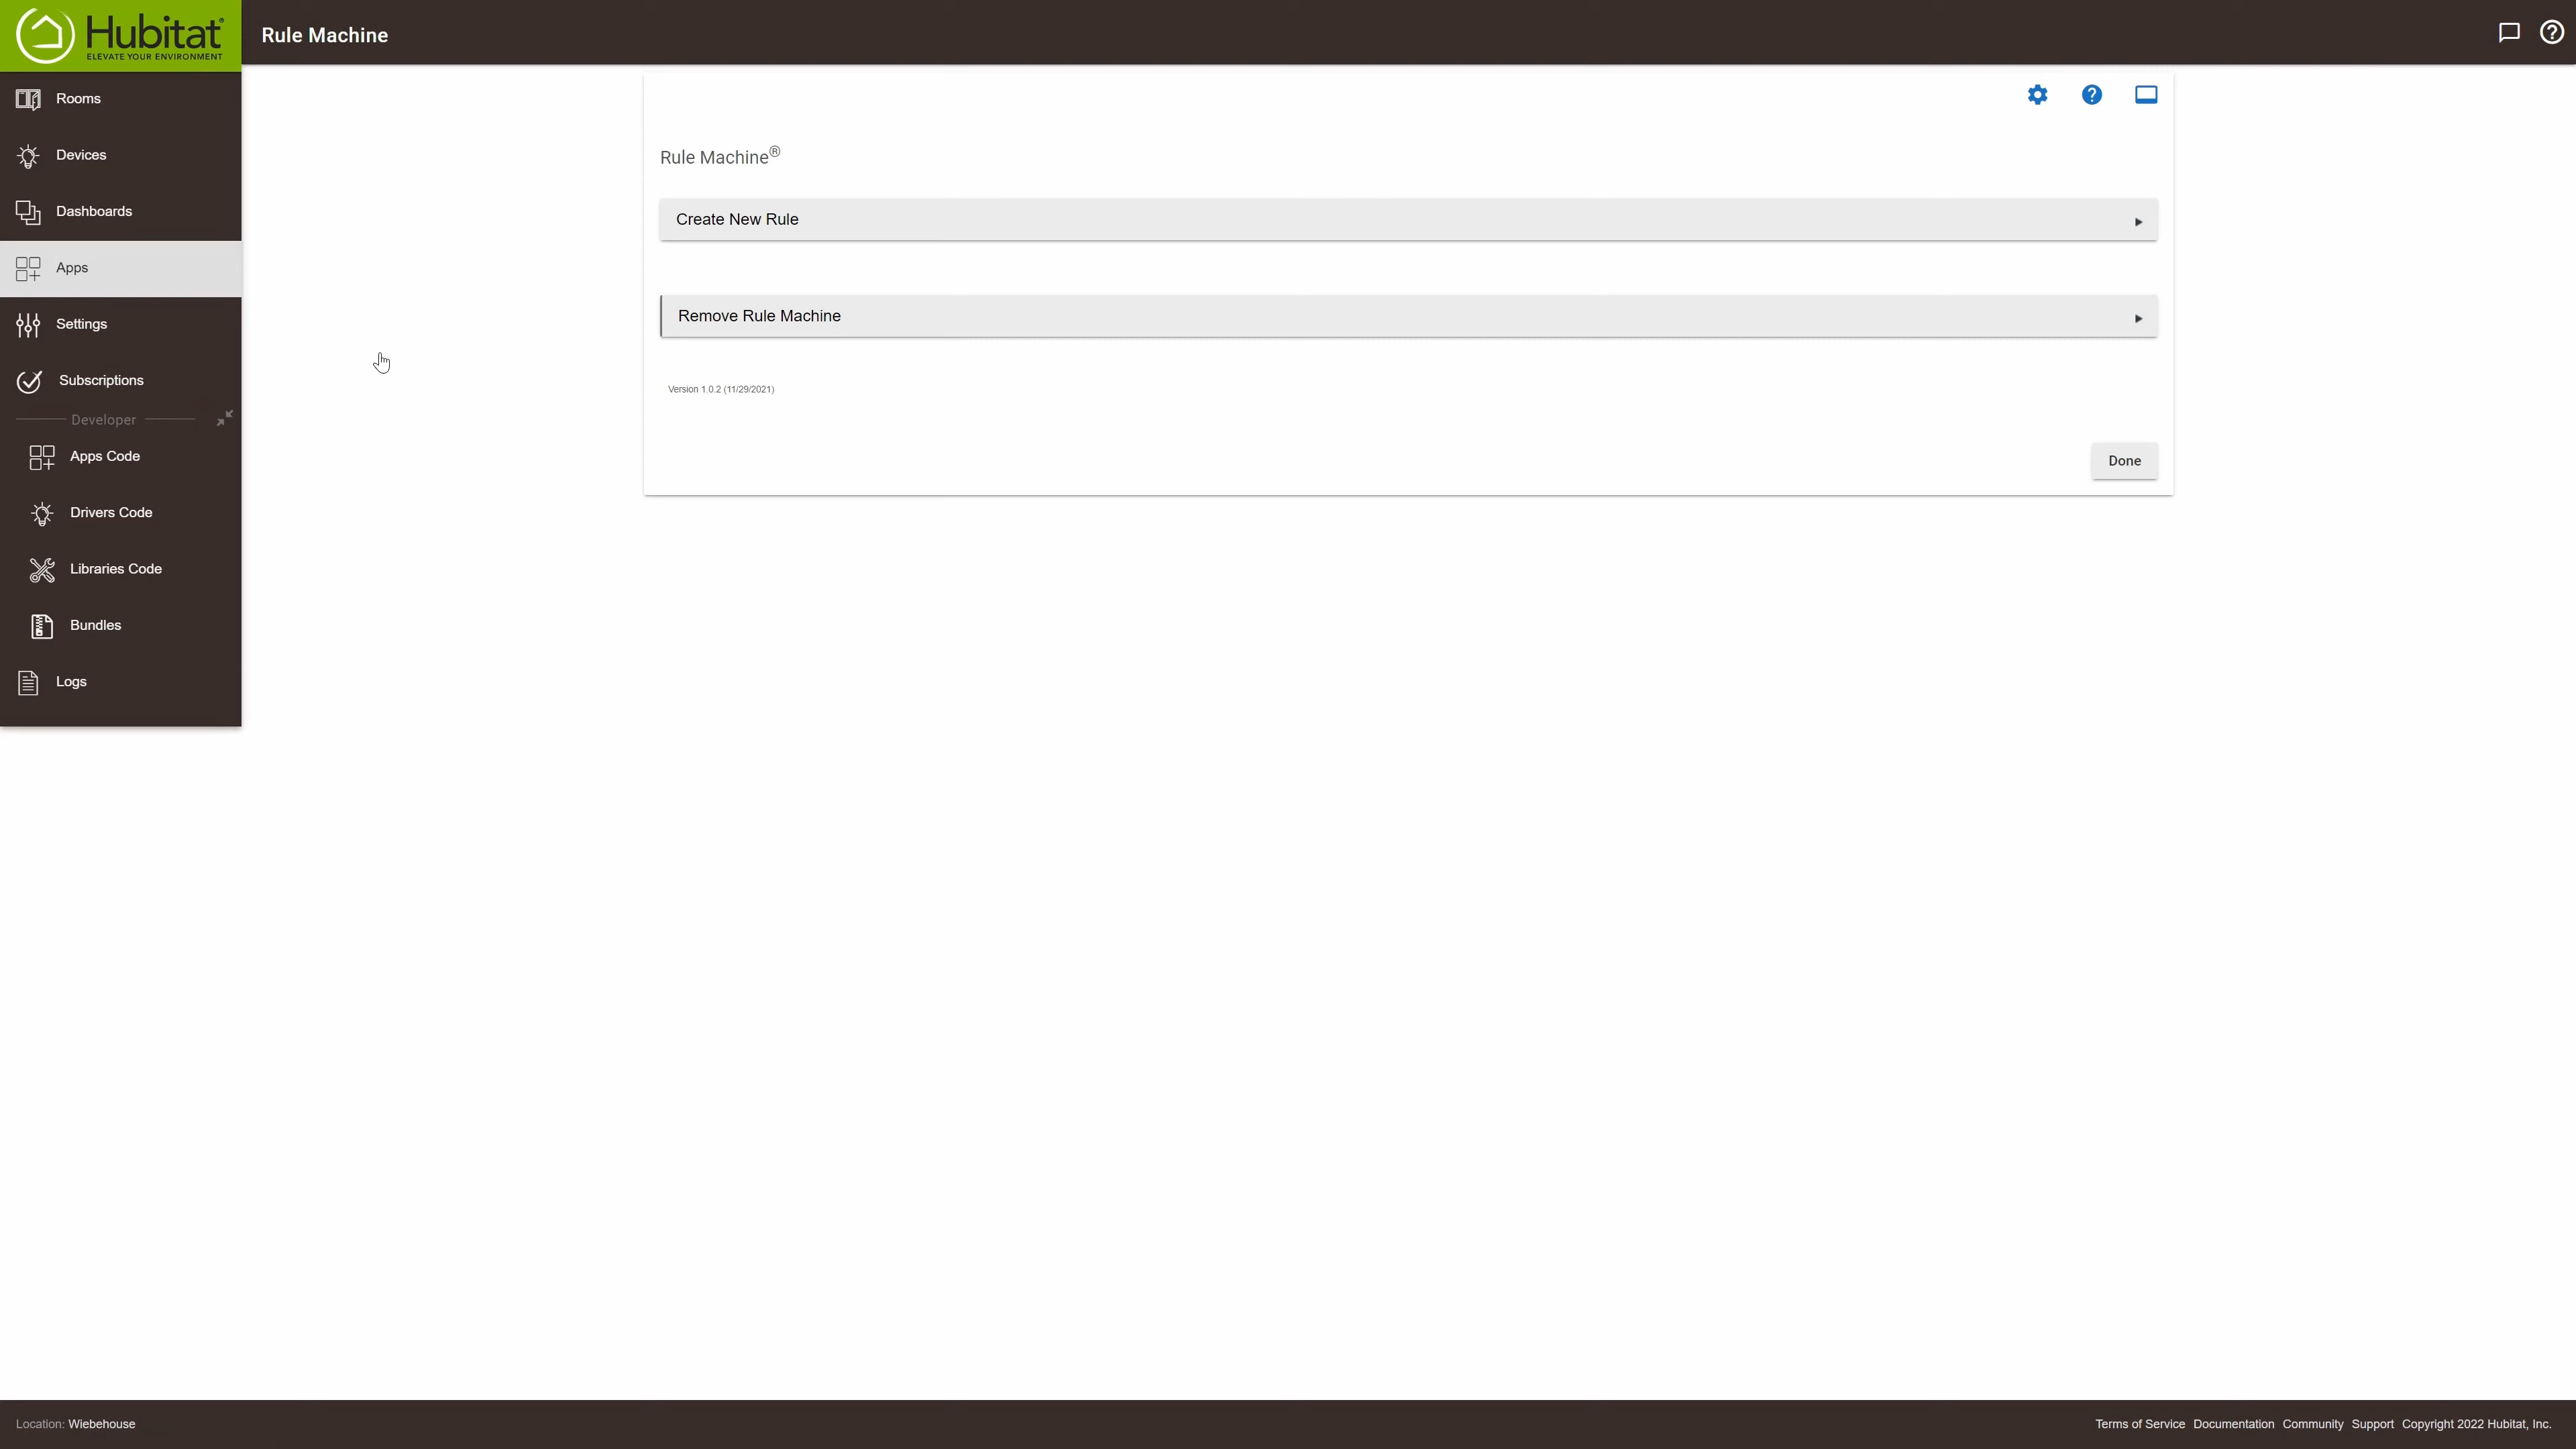 Hubitat®
ELEVATE YOUR ENVIRONMENT
Rule Machine
Rooms
Devices
Dashboards
Apps
Settings
Subscriptions
Developer
Apps Code
Drivers Code
Libraries Code
Bundles
Logs
Rule Machine®
Create New Rule
Remove Rule Machine
Version 1.0.2 (11/29/2021)
Done
Location: Wiebehouse
Terms of Service Documentation Community Support Copyright 2022 Hubitat, Inc.